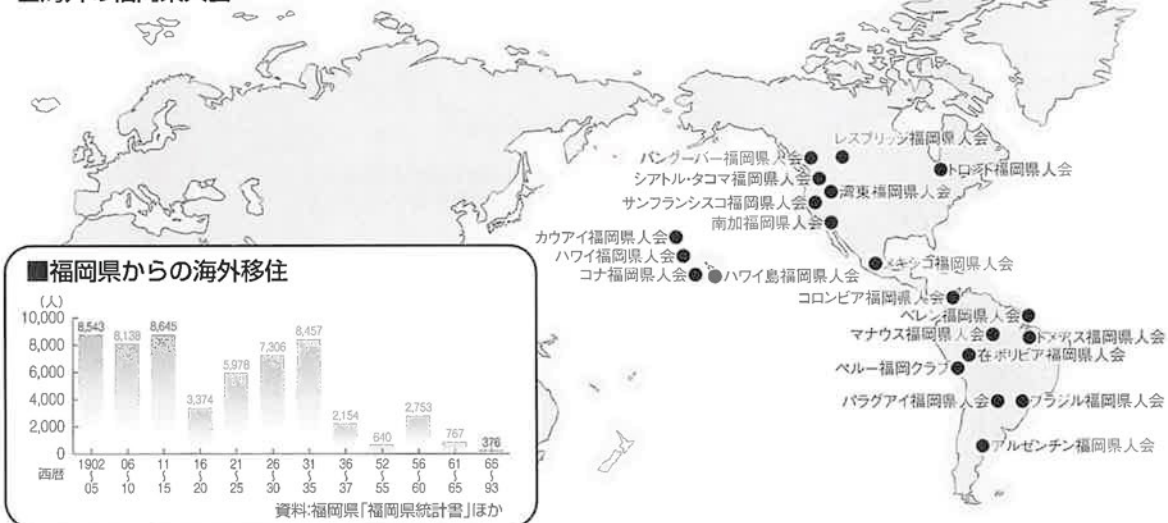 レスブリッジ福岡県人会
バンクーバー福岡県人会
トロント福岡県人会
シアトル・タコマ福岡県人会
湾東福岡県人会
サンフランシスコ福岡県人会
南加福岡県人会
カウアイ福岡県人会
ハワイ福岡県人会
コナ福岡県人会
ハワイ島福岡県人会
メキシコ福岡県人会
コロンビア福岡県人会
ベレン福岡県人会
マナウス福岡県人会
トメアス福岡県人会
在ボリビア福岡県人会
ペルー福岡クラブ
パラグアイ福岡県人会
ブラジル福岡県人会
アルゼンチン福岡県人会
■福岡県からの海外移住
(人)
10,000
8,000
6,000
4,000
2,000
0
8,543
8,138
8,645
3,374
5,978
7,306
8,457
2,154
640
2,753
767
376
西暦
1902〜05
06〜10
11〜15
16〜20
21〜25
26〜30
31〜35
36〜37
52〜55
56〜60
61〜65
〜93
資料:福岡県「福岡県統計書」ほか